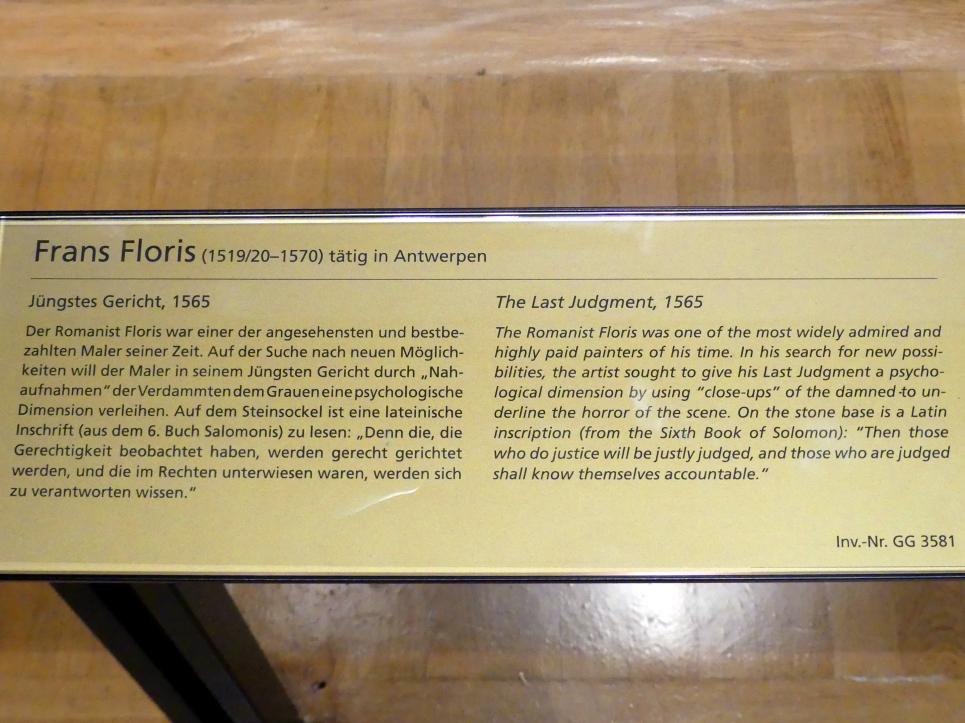 Frans Floris (1519/20–1570) tätig in Antwerpen
Jüngstes Gericht, 1565
Der Romanist Floris war einer der angesehensten und bestbe-
zahlten Maler seiner Zeit. Auf der Suche nach neuen Möglich-
keiten will der Maler in seinem Jüngsten Gericht durch „Nah-
aufnahmen“ der Verdammten dem Grauen eine psychologische
Dimension verleihen. Auf dem Steinsockel ist eine lateinische
Inschrift (aus dem 6. Buch Salomonis) zu lesen: „Denn die, die
Gerechtigkeit beobachtet haben, werden gerecht gerichtet
werden, und die im Rechten unterwiesen waren, werden sich
zu verantworten wissen.“
The Last Judgment, 1565
The Romanist Floris was one of the most widely admired and
highly paid painters of his time. In his search for new possi-
bilities, the artist sought to give his Last Judgment a psycho-
logical dimension by using “close-ups” of the damned to un-
derline the horror of the scene. On the stone base is a Latin
inscription (from the Sixth Book of Solomon): “Then those
who do justice will be justly judged, and those who are judged
shall know themselves accountable.”
Inv.-Nr. GG 3581